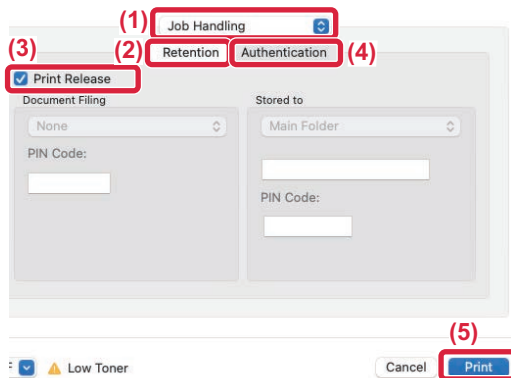 (1) Job Handling
(3) (2) Retention Authentication (4)
Print Release
Document Filing Stored to
None Main Folder
PIN Code:
PIN Code:
(5)
Low Toner Cancel Print